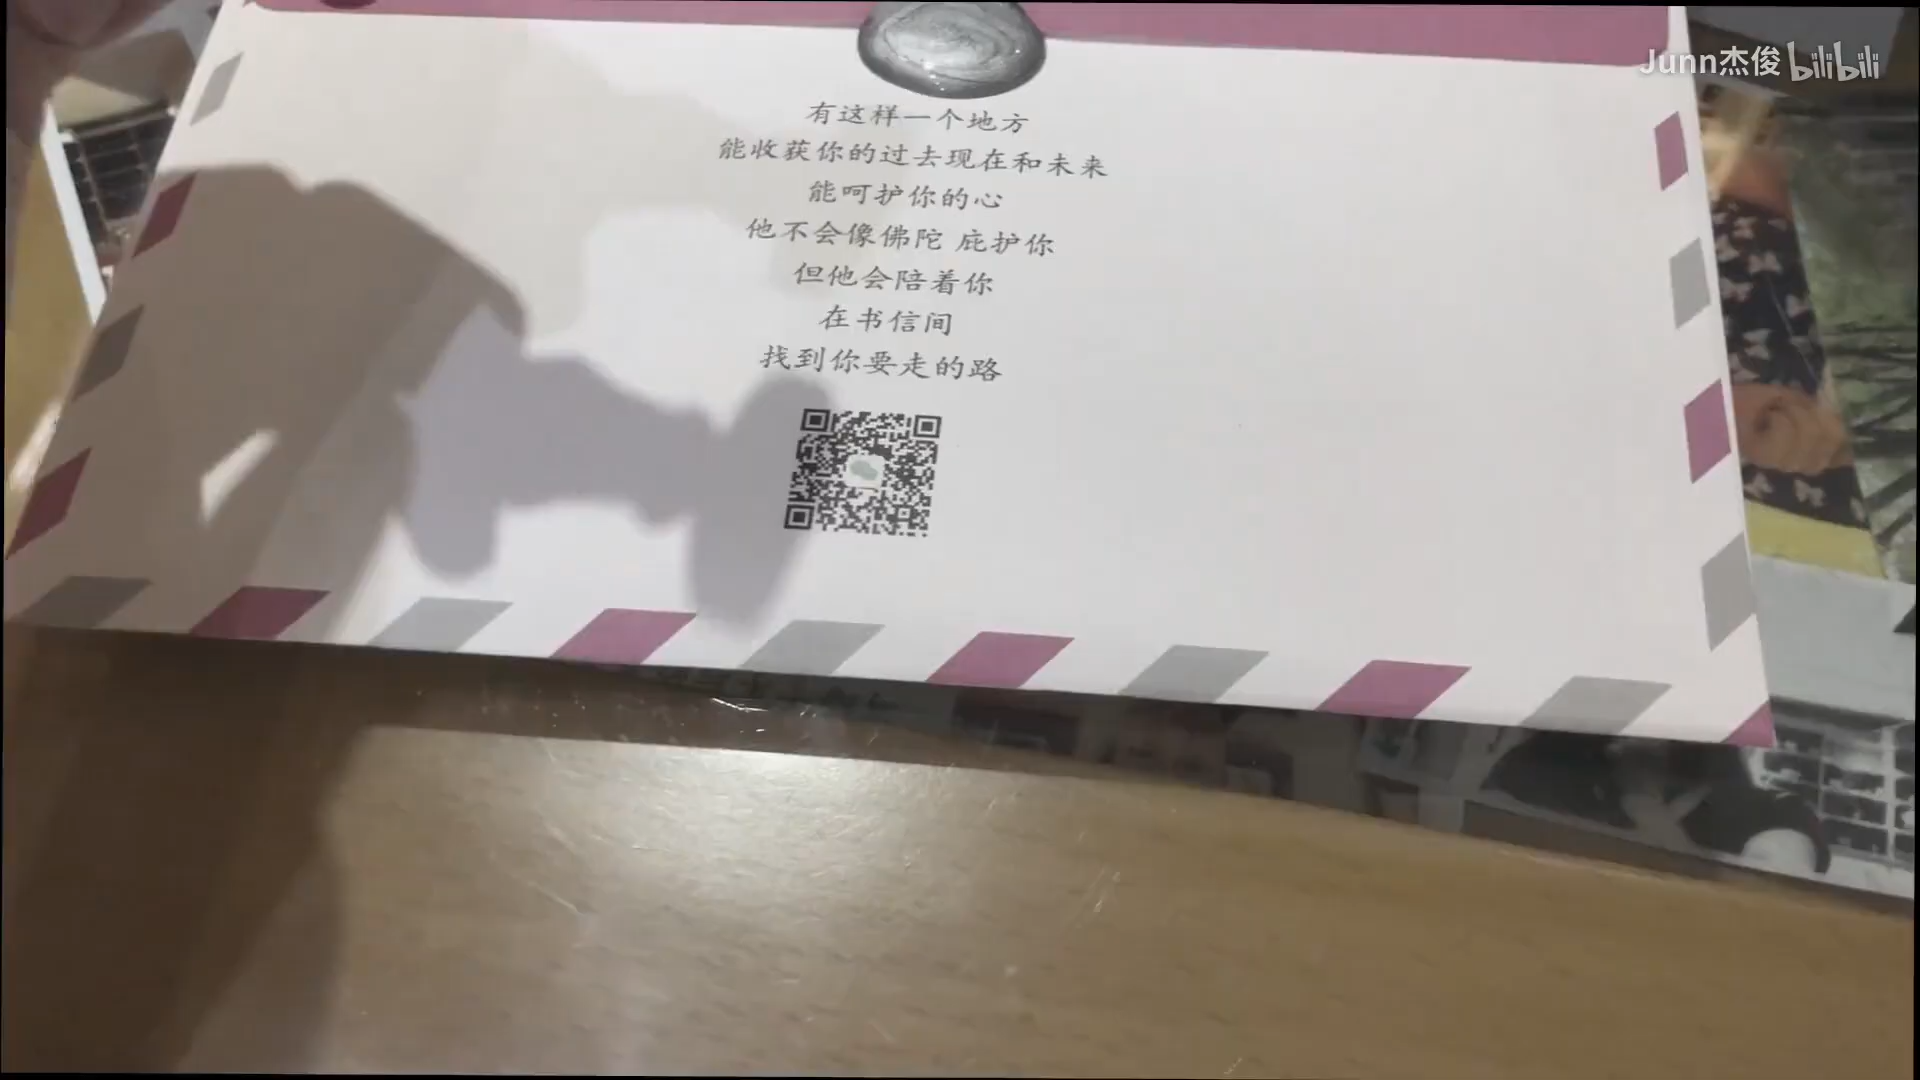 Junn杰俊 bilibili
有这样一个地方
能收获你的过去现在和未来
能呵护你的心
他不会像佛陀 庇护你
但他会陪着你
在书信间
找到你要走的路